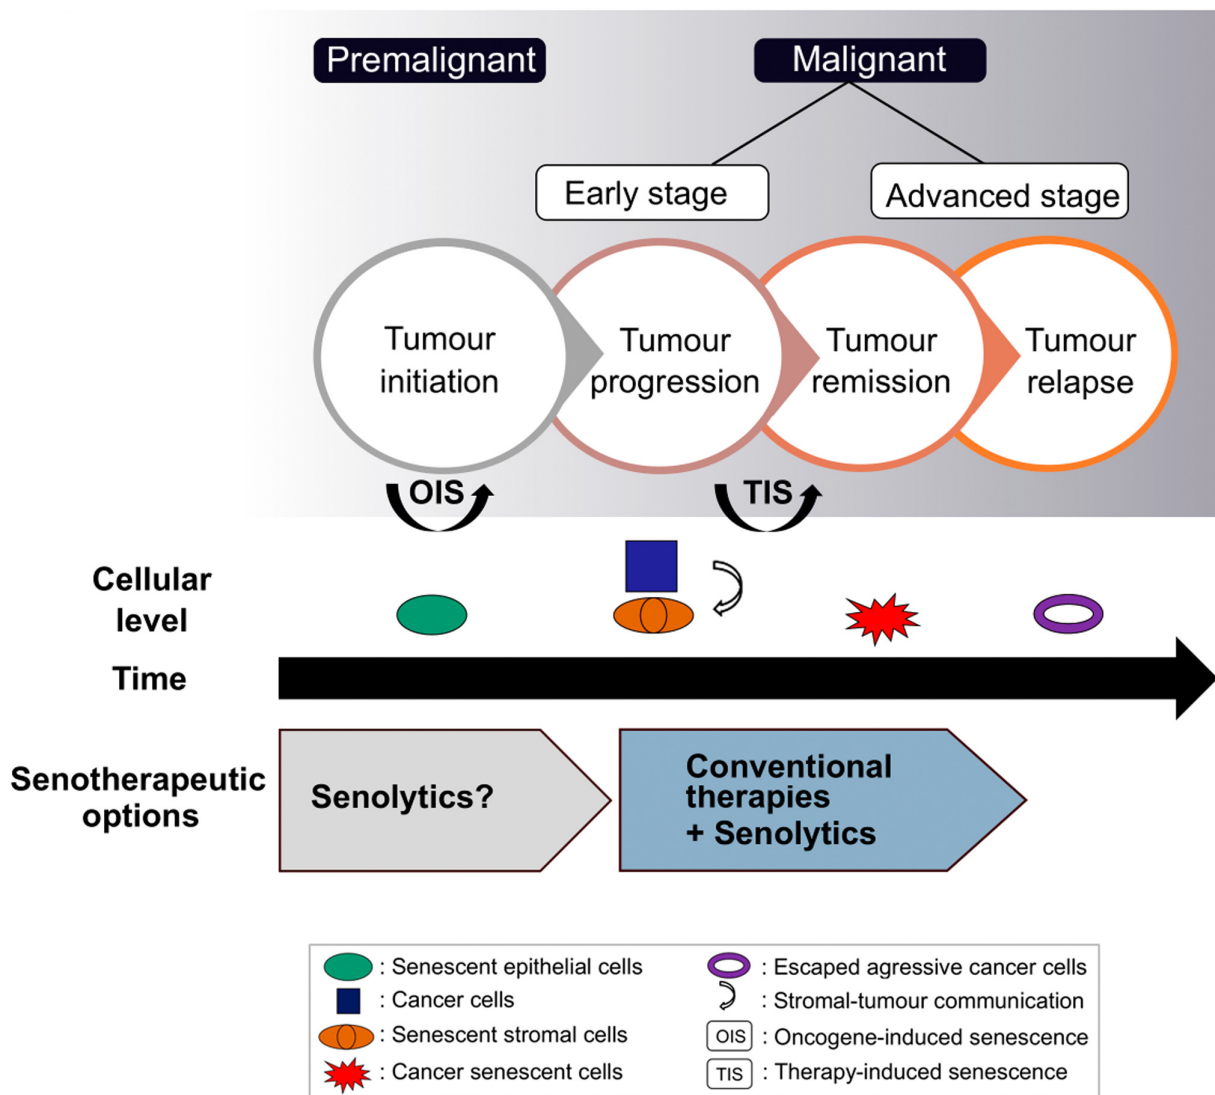 Premalignant
Malignant
Early stage
Advanced stage
Tumour
initiation
Tumour
progression
Tumour
remission
Tumour
relapse
OIS
TIS
Cellular
level
Time
Senotherapeutic
options
Senolytics?
Conventional
therapies
+ Senolytics
: Senescent epithelial cells
: Cancer cells
: Senescent stromal cells
: Cancer senescent cells
: Escaped agressive cancer cells
: Stromal-tumour communication
OIS : Oncogene-induced senescence
TIS : Therapy-induced senescence